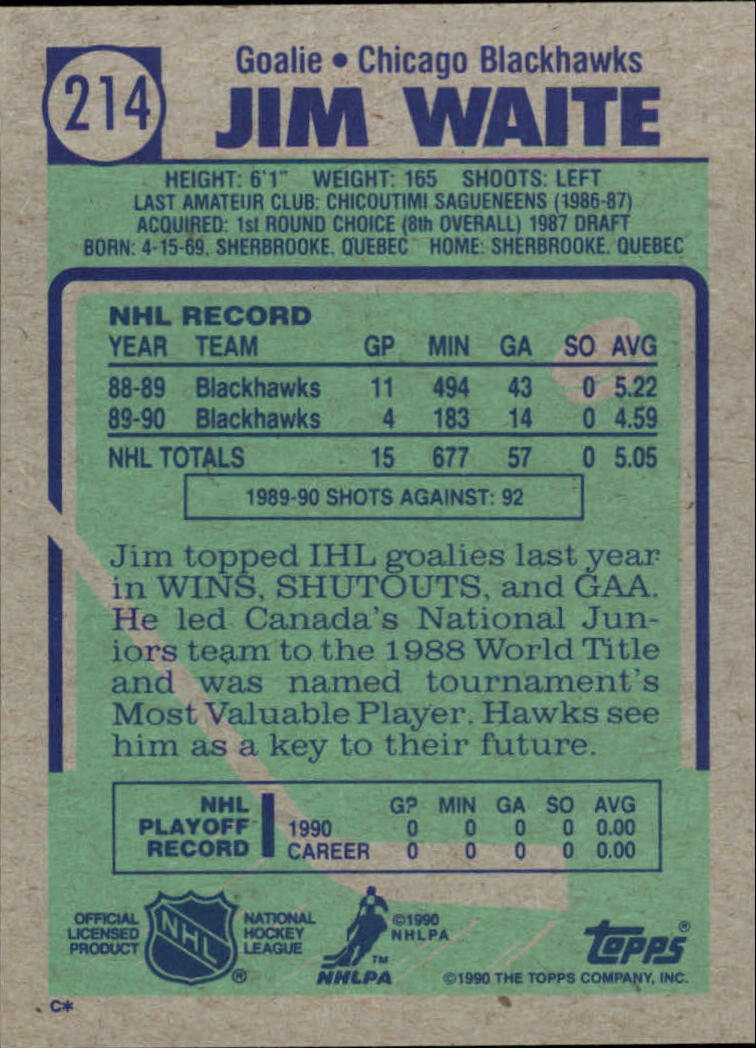 214
Goalie • Chicago Blackhawks
JIM WAITE
HEIGHT: 6'1" WEIGHT: 165 SHOOTS: LEFT
LAST AMATEUR CLUB: CHICOUTIMI SAGUENEENS (1986-87)
ACQUIRED: 1st ROUND CHOICE (8th OVERALL) 1987 DRAFT
BORN: 4-15-69, SHERBROOKE, QUEBEC HOME: SHERBROOKE, QUEBEC
NHL RECORD
YEAR TEAM GP MIN GA SO AVG
88-89 Blackhawks 11 494 43 0 5.22
89-90 Blackhawks 4 183 14 0 4.59
NHL TOTALS 15 677 57 0 5.05
1989-90 SHOTS AGAINST: 92
Jim topped IHL goalies last year
in WINS, SHUTOUTS, and GAA.
He led Canada's National Jun-
iors team to the 1988 World Title
and was named tournament's
Most Valuable Player. Hawks see
him as a key to their future.
NHL PLAYOFF RECORD
GP MIN GA SO AVG
1990 0 0 0 0 0.00
CAREER 0 0 0 0 0.00
OFFICIAL
LICENSED
PRODUCT
NHL
®
NATIONAL
HOCKEY
LEAGUE
TM
NHLPA
©1990
NHLPA
topps®
©1990 THE TOPPS COMPANY, INC.
C*